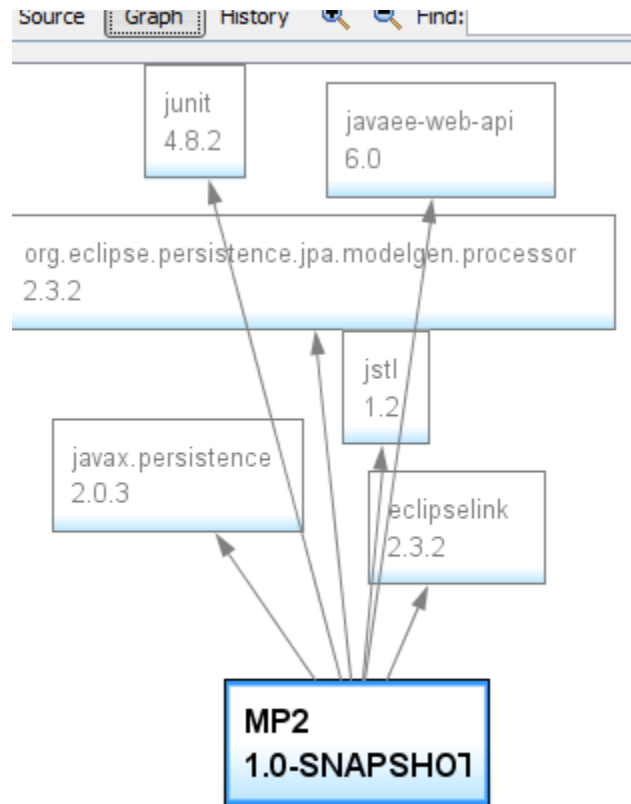 Source Graph History Find:
junit
4.8.2
javaee-web-api
6.0
org.eclipse.persistence.jpa.modelgen.processor
2.3.2
jstl
1.2
javax.persistence
2.0.3
eclipselink
2.3.2
MP2
1.0-SNAPSHOT